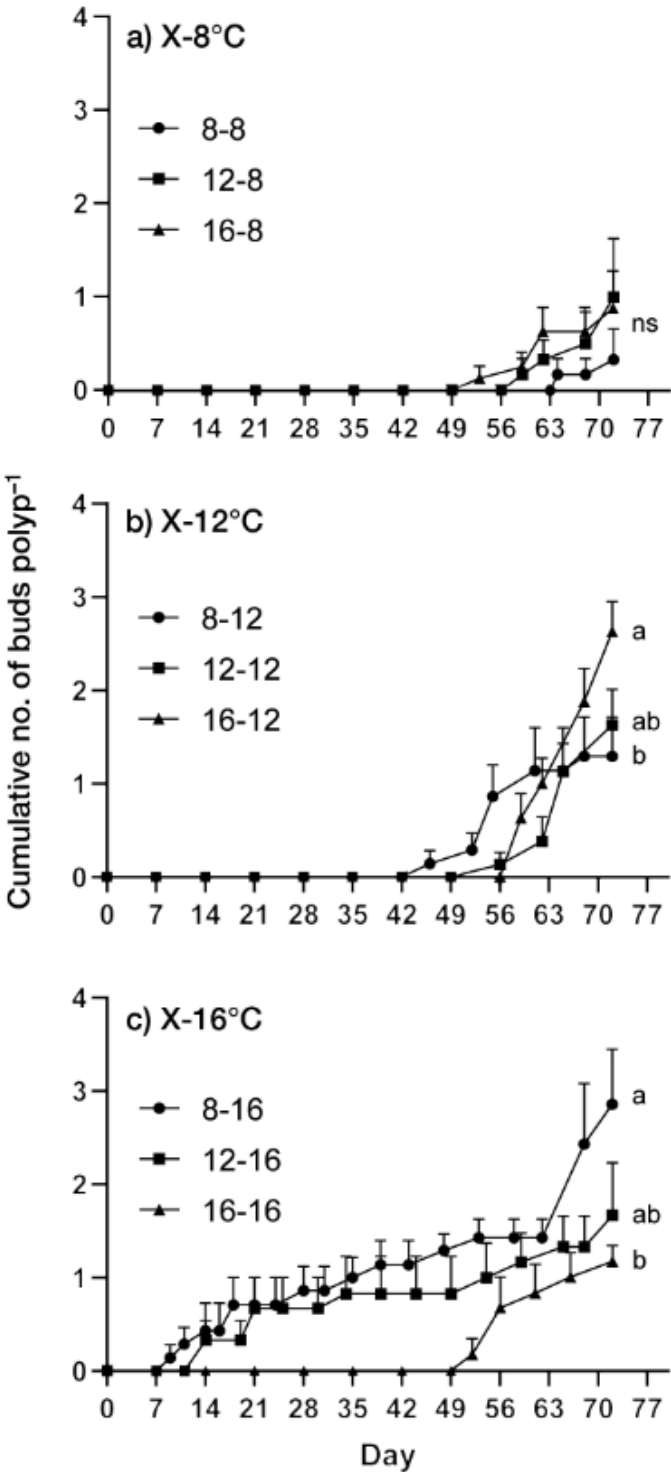 Cumulative no. of buds polyp⁻¹
a) X-8°C
4
3
2
1
0
8-8
12-8
16-8
ns
0 7 14 21 28 35 42 49 56 63 70 77
b) X-12°C
4
3
2
1
0
8-12
12-12
16-12
a
ab
b
0 7 14 21 28 35 42 49 56 63 70 77
c) X-16°C
4
3
2
1
0
8-16
12-16
16-16
a
ab
b
0 7 14 21 28 35 42 49 56 63 70 77
Day